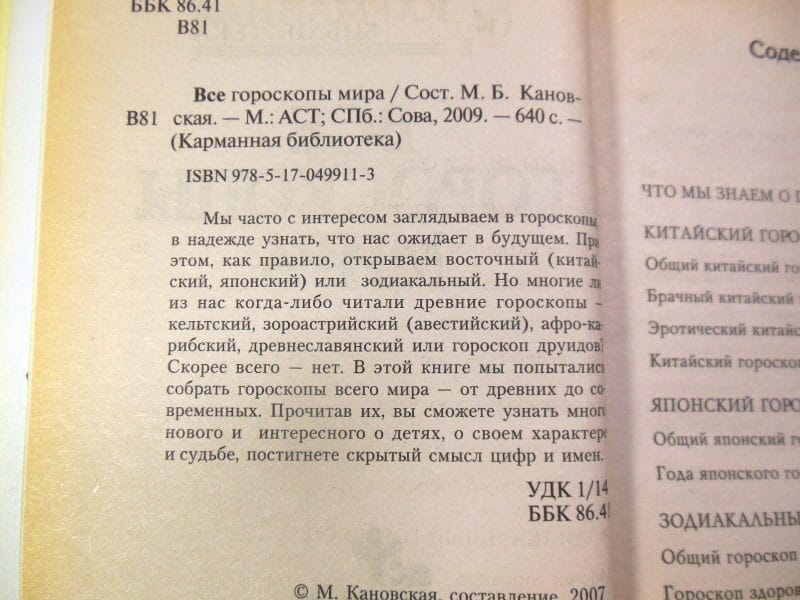 ББК 86.41
В81
Все гороскопы мира / Сост. М. Б. Канов-
В81 ская. — М.: АСТ; СПб.: Сова, 2009. — 640 с. —
(Карманная библиотека)
ISBN 978-5-17-049911-3
Мы часто с интересом заглядываем в гороскопы,
в надежде узнать, что нас ожидает в будущем. При
этом, как правило, открываем восточный (китай-
ский, японский) или зодиакальный. Но многие ли
из нас когда-либо читали древние гороскопы –
кельтский, зороастрийский (авестийский), афро-ка-
рибский, древнеславянский или гороскоп друидов?
Скорее всего — нет. В этой книге мы попытались
собрать гороскопы всего мира — от древних до со-
временных. Прочитав их, вы сможете узнать много
нового и интересного о детях, о своем характере
и судьбе, постигнете скрытый смысл цифр и имен.
УДК 1/14
ББК 86.41
© М. Кановская, составление, 2007
Соде
ЧТО МЫ ЗНАЕМ О Г
КИТАЙСКИЙ ГОРО
Общий китайский го
Брачный китайский
Эротический китайс
Китайский гороско
ЯПОНСКИЙ ГОРО
Общий японский г
Года японского го
ЗОДИАКАЛЬНЫ
Общий гороскоп
Гороскоп здоров